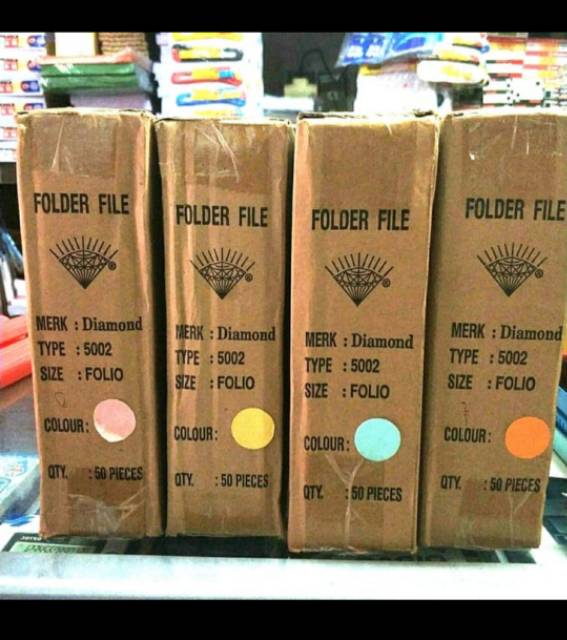 FOLDER FILE
®
MERK : Diamond
TYPE : 5002
SIZE : FOLIO
COLOUR:
QTY. : 50 PIECES
FOLDER FILE
®
MERK : Diamond
TYPE : 5002
SIZE : FOLIO
COLOUR:
QTY. : 50 PIECES
FOLDER FILE
®
MERK : Diamond
TYPE : 5002
SIZE : FOLIO
COLOUR:
QTY. : 50 PIECES
FOLDER FILE
®
MERK : Diamond
TYPE : 5002
SIZE : FOLIO
COLOUR:
QTY. : 50 PIECES